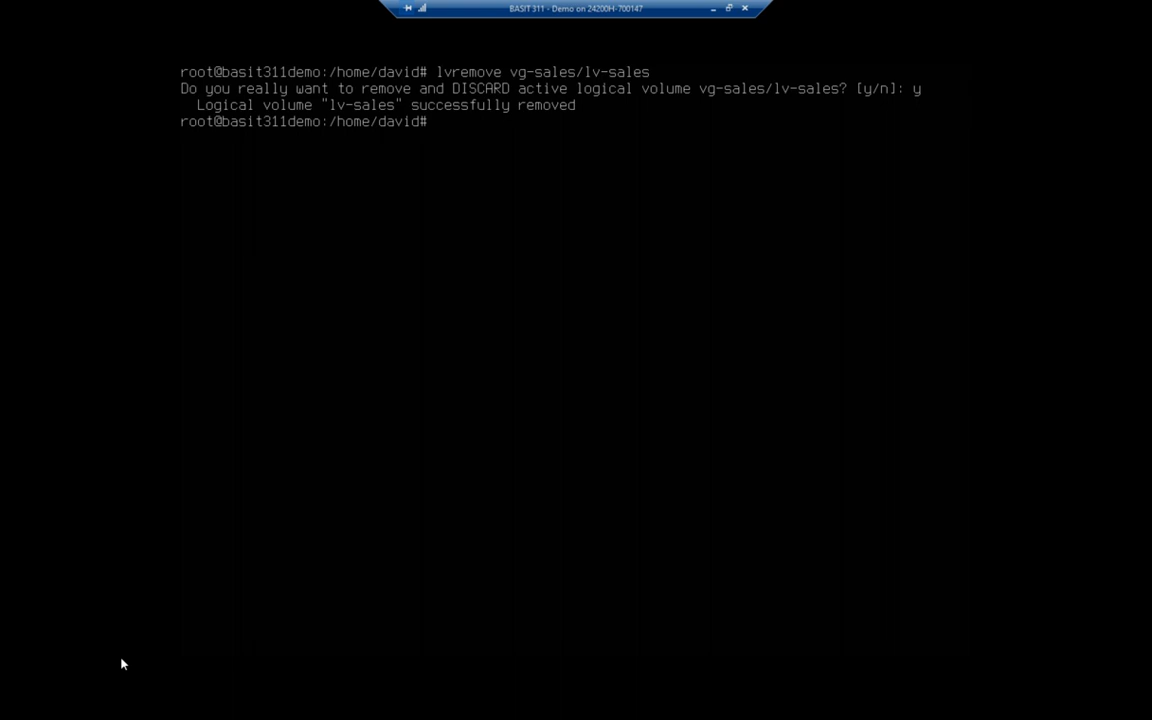 BASIT 311 - Demo on 24200H-700147
root@basit311demo:/home/david# lvremove vg-sales/lv-sales
Do you really want to remove and DISCARD active logical volume vg-sales/lv-sales? [y/n]: y
  Logical volume "lv-sales" successfully removed
root@basit311demo:/home/david#